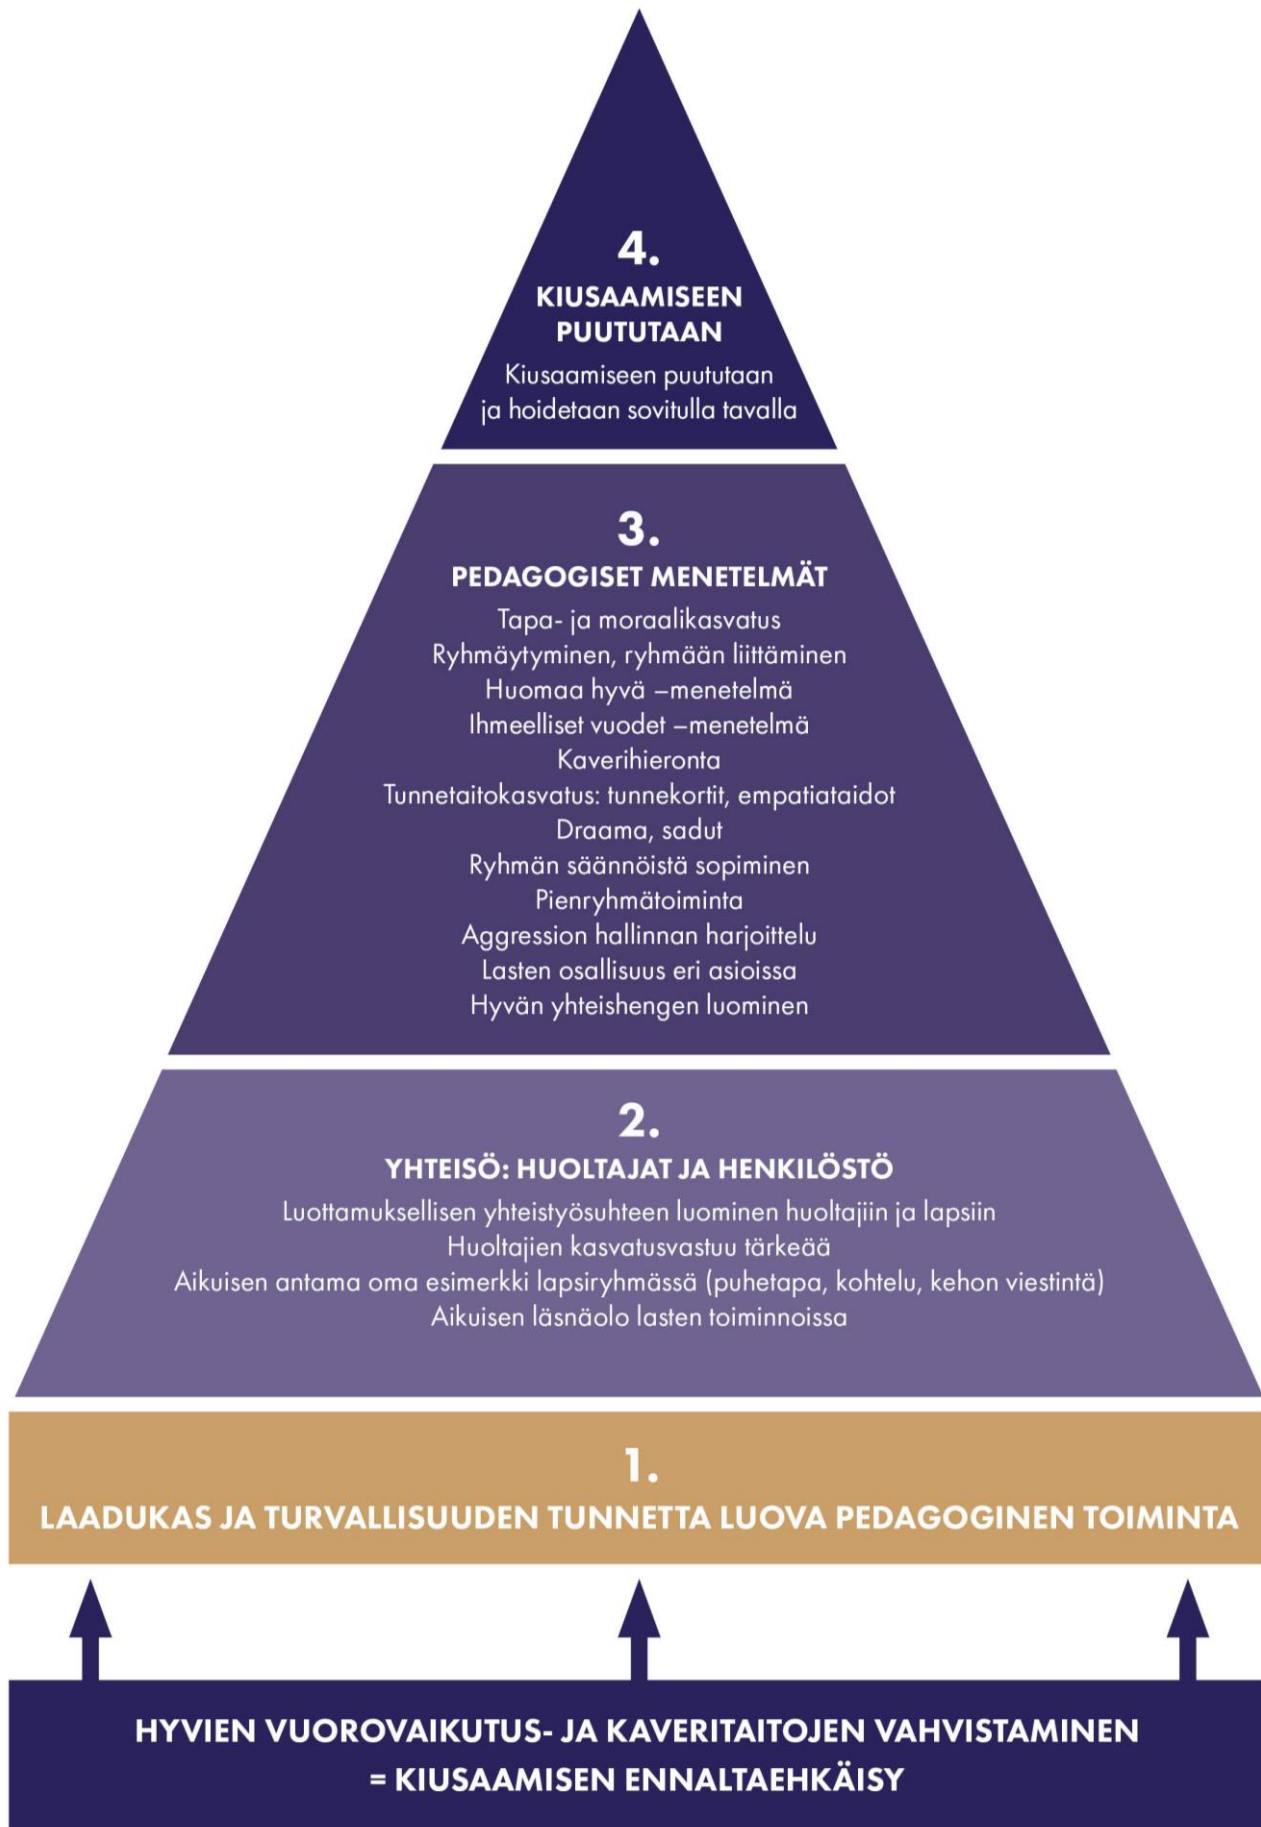 4.
KIUSAAMISEEN
PUUTUTAAN
Kiusaamiseen puututaan
ja hoidetaan sovitulla tavalla
3.
PEDAGOGISET MENETELMÄT
Tapa- ja moraalikasvatus
Ryhmäytyminen, ryhmään liittäminen
Huomaa hyvä –menetelmä
Ihmeelliset vuodet –menetelmä
Kaverihieronta
Tunnetaitokasvatus: tunnekortit, empatiataidot
Draama, sadut
Ryhmän säännöistä sopiminen
Pienryhmätoiminta
Aggression hallinnan harjoittelu
Lasten osallisuus eri asioissa
Hyvän yhteishengen luominen
2.
YHTEISÖ: HUOLTAJAT JA HENKILÖSTÖ
Luottamuksellisen yhteistyösuhteen luominen huoltajiin ja lapsiin
Huoltajien kasvatusvastuu tärkeää
Aikuisen antama oma esimerkki lapsiryhmässä (puhetapa, kohtelu, kehon viestintä)
Aikuisen läsnäolo lasten toiminnoissa
1.
LAADUKAS JA TURVALLISUUDEN TUNNETTA LUOVA PEDAGOGINEN TOIMINTA
HYVIEN VUOROVAIKUTUS- JA KAVERITAITOJEN VAHVISTAMINEN
= KIUSAAMISEN ENNALTAEHKÄISY